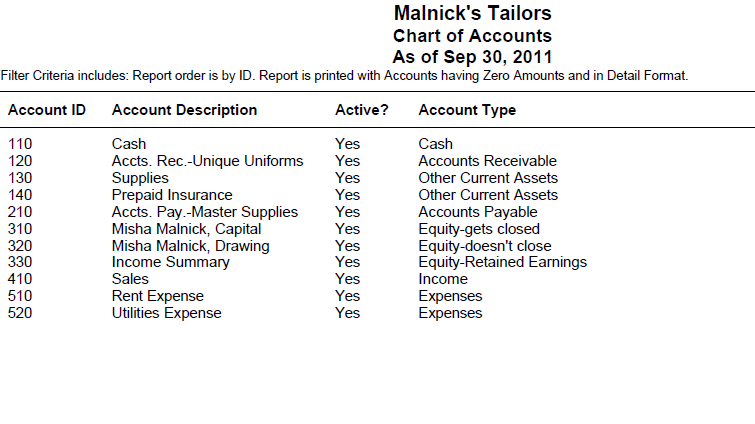 Malnick's Tailors
Chart of Accounts
As of Sep 30, 2011
Filter Criteria includes: Report order is by ID. Report is printed with Accounts having Zero Amounts and in Detail Format.
Account ID Account Description Active? Account Type
110 Cash Yes Cash
120 Accts. Rec.-Unique Uniforms Yes Accounts Receivable
130 Supplies Yes Other Current Assets
140 Prepaid Insurance Yes Other Current Assets
210 Accts. Pay.-Master Supplies Yes Accounts Payable
310 Misha Malnick, Capital Yes Equity-gets closed
320 Misha Malnick, Drawing Yes Equity-doesn't close
330 Income Summary Yes Equity-Retained Earnings
410 Sales Yes Income
510 Rent Expense Yes Expenses
520 Utilities Expense Yes Expenses